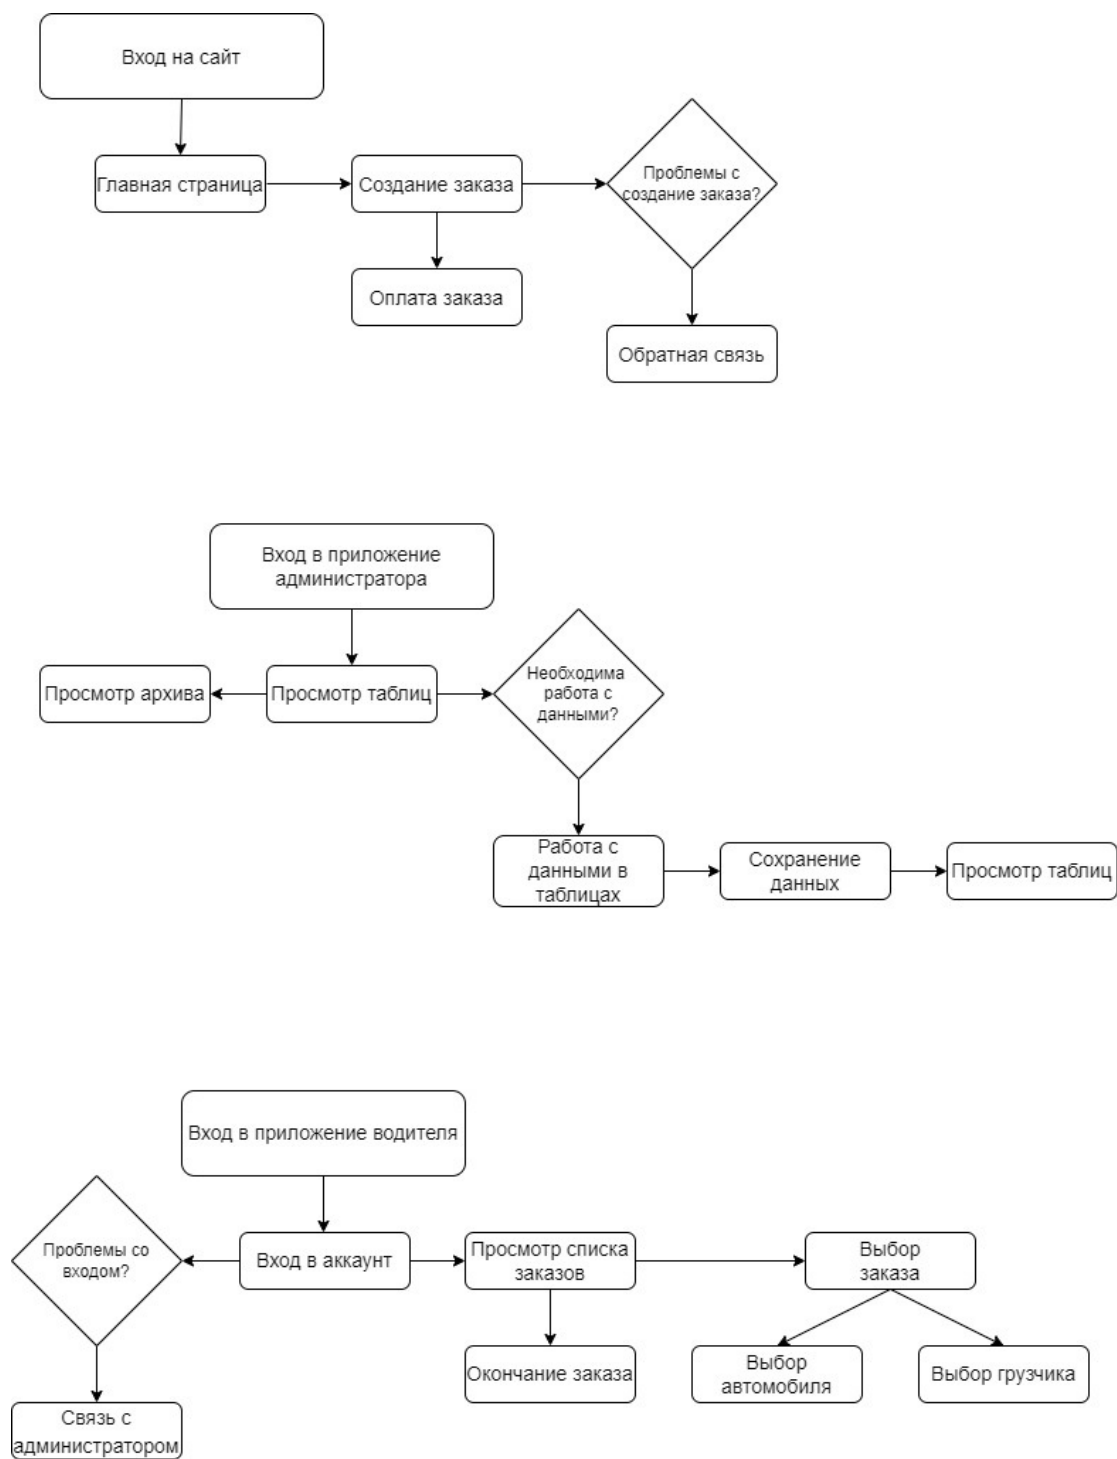 Вход на сайт
Главная страница
Создание заказа
Проблемы с
создание заказа?
Оплата заказа
Обратная связь
Вход в приложение
администратора
Просмотр архива
Просмотр таблиц
Необходима
работа с
данными?
Работа с
данными в
таблицах
Сохранение
данных
Просмотр таблиц
Вход в приложение водителя
Проблемы со
входом?
Вход в аккаунт
Просмотр списка
заказов
Выбор
заказа
Окончание заказа
Выбор
автомобиля
Выбор грузчика
Связь с
администратором